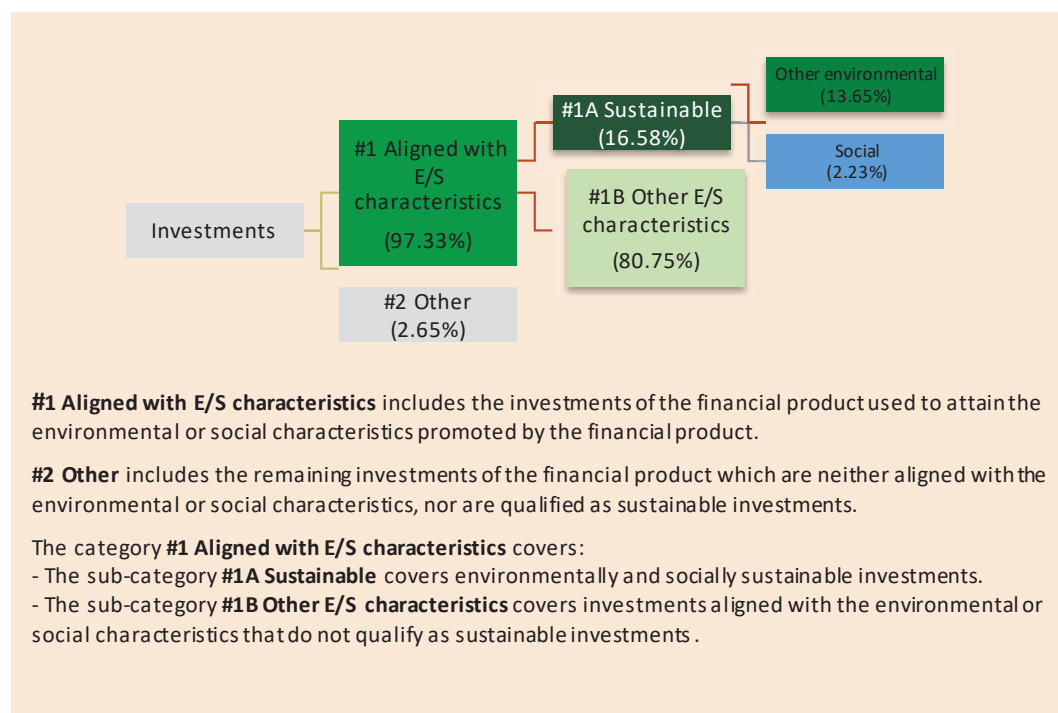 Investments
#1 Aligned with
E/S
characteristics
(97.33%)
#2 Other
(2.65%)
#1A Sustainable
(16.58%)
#1B Other E/S
characteristics
(80.75%)
Other environmental
(13.65%)
Social
(2.23%)
#1 Aligned with E/S characteristics includes the investments of the financial product used to attain the
environmental or social characteristics promoted by the financial product.
#2 Other includes the remaining investments of the financial product which are neither aligned with the
environmental or social characteristics, nor are qualified as sustainable investments.
The category #1 Aligned with E/S characteristics covers:
- The sub-category #1A Sustainable covers environmentally and socially sustainable investments.
- The sub-category #1B Other E/S characteristics covers investments aligned with the environmental or
social characteristics that do not qualify as sustainable investments.